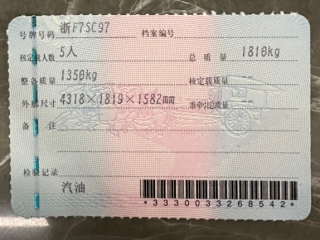 号牌号码 浙F7SC97 档案编号
核定载人数 5人 总质量 1810kg
整备质量 1350kg 核定载质量
外廓尺寸 4318×1819×1582mm 准牵引总质量
备注
检验记录
汽油
*3330033268542*